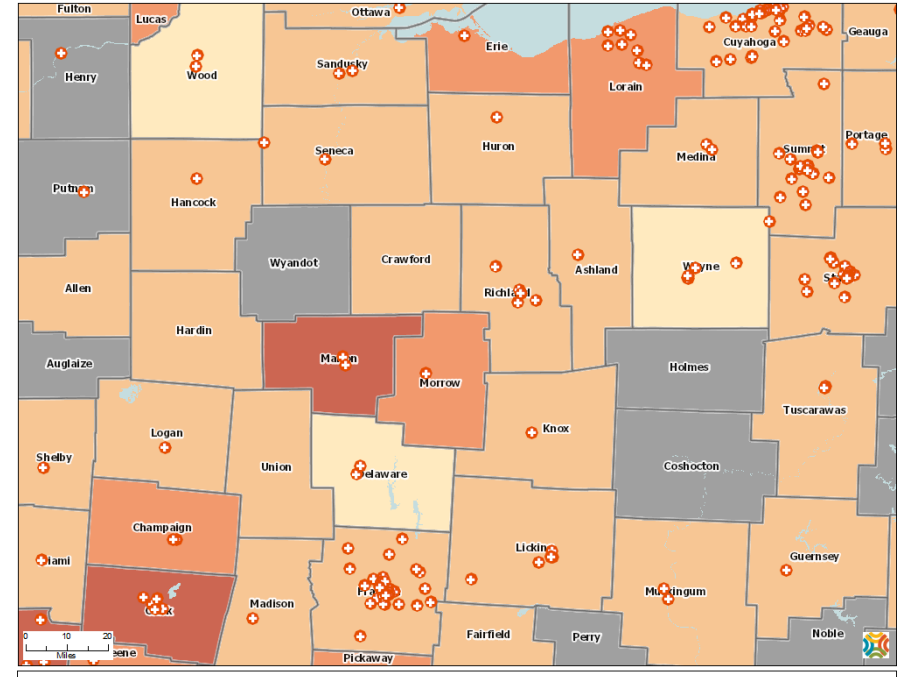 Fulton
Lucas
Ottawa
Erie
Cuyahoga
Geauga
Henry
Wood
Sandusky
Lorain
Portage
Huron
Medina
Summit
Seneca
Putnam
Hancock
Wyandot
Crawford
Ashland
Wayne
Stark
Allen
Richland
Hardin
Auglaize
Marion
Morrow
Holmes
Tuscarawas
Logan
Knox
Shelby
Union
Delaware
Coshocton
Champaign
Licking
Guernsey
Miami
Clark
Madison
Franklin
Muskingum
Fairfield
Perry
Noble
Greene
Pickaway
0 10 20
Miles